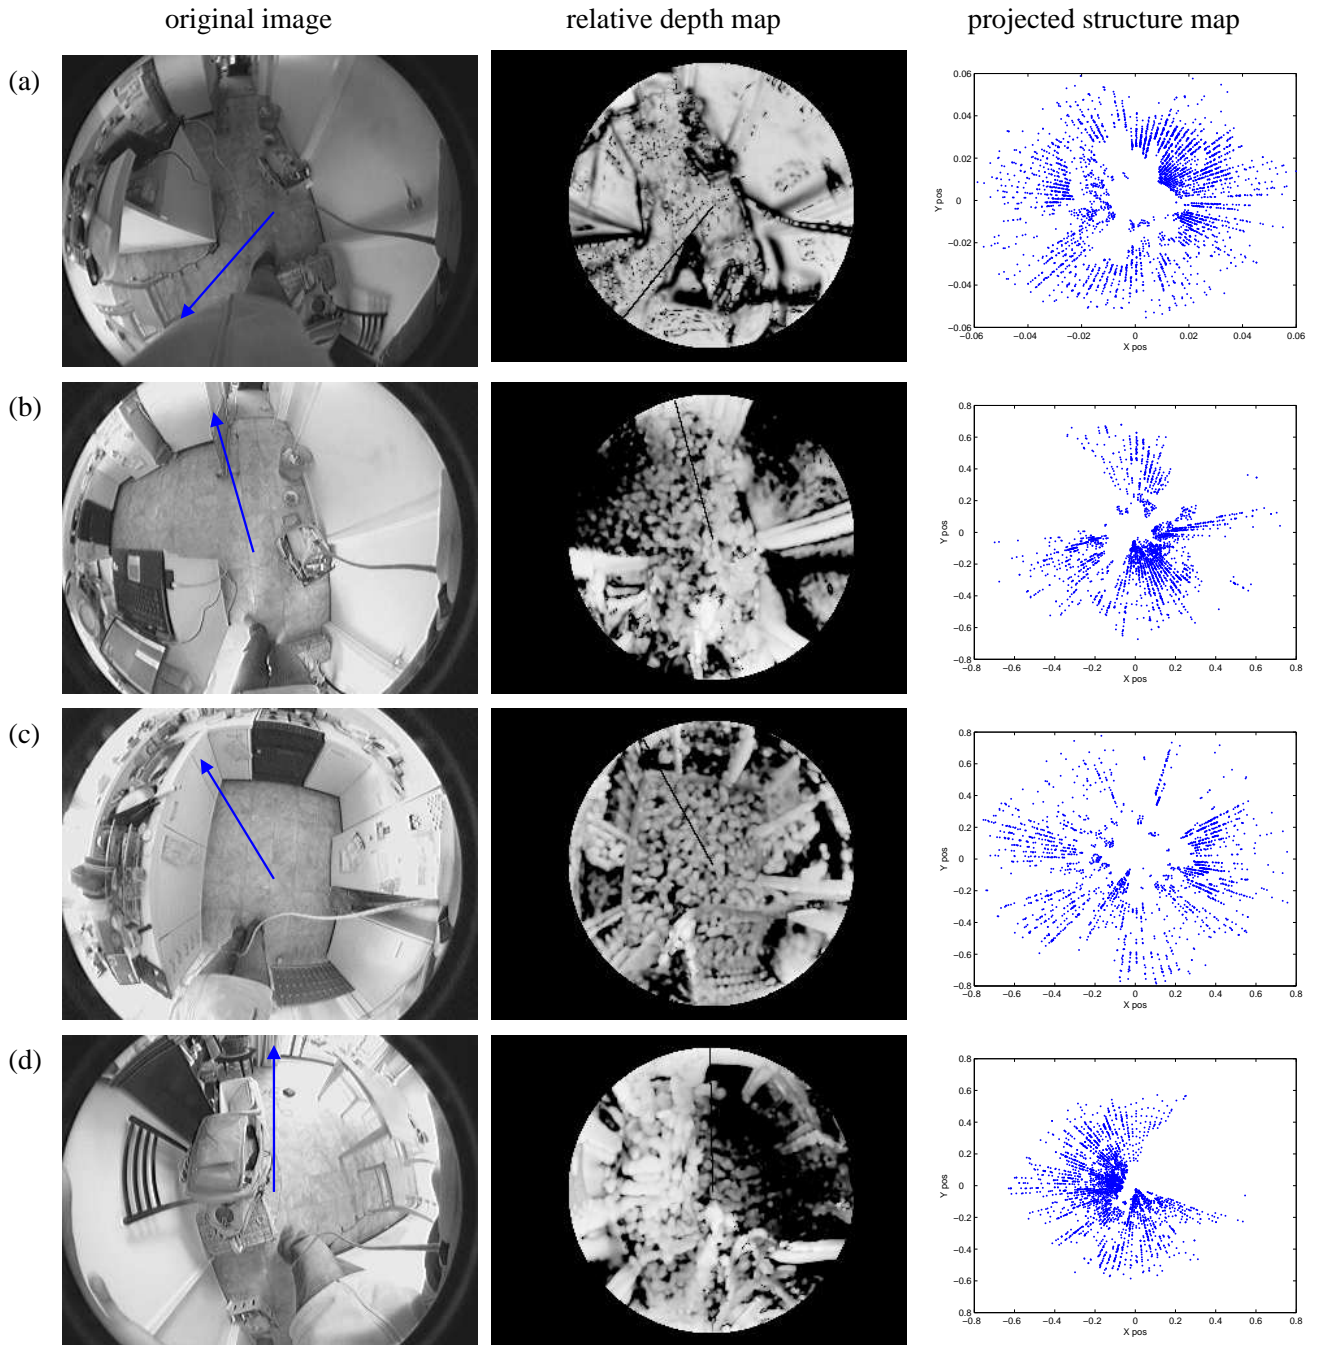 original image relative depth map projected structure map
(a)
0.06
0.04
0.02
0
−0.02
−0.04
−0.06
−0.06 −0.04 −0.02 0 0.02 0.04 0.06
X pos
Y pos
(b)
0.8
0.6
0.4
0.2
0
−0.2
−0.4
−0.6
−0.8
−0.8 −0.6 −0.4 −0.2 0 0.2 0.4 0.6 0.8
X pos
Y pos
(c)
0.8
0.6
0.4
0.2
0
−0.2
0.4
0.6
−0.8
−0.8 −0.6 −0.4 −0.2 0 0.2 0.4 0.6 0.8
X pos
Y pos
(d)
0.8
0.6
0.4
0.2
0
−0.2
−0.4
−0.6
0.8
−0.8 −0.6 −0.4 −0.2 0 0.2 0.4 0.6 0.8
X pos
Y pos